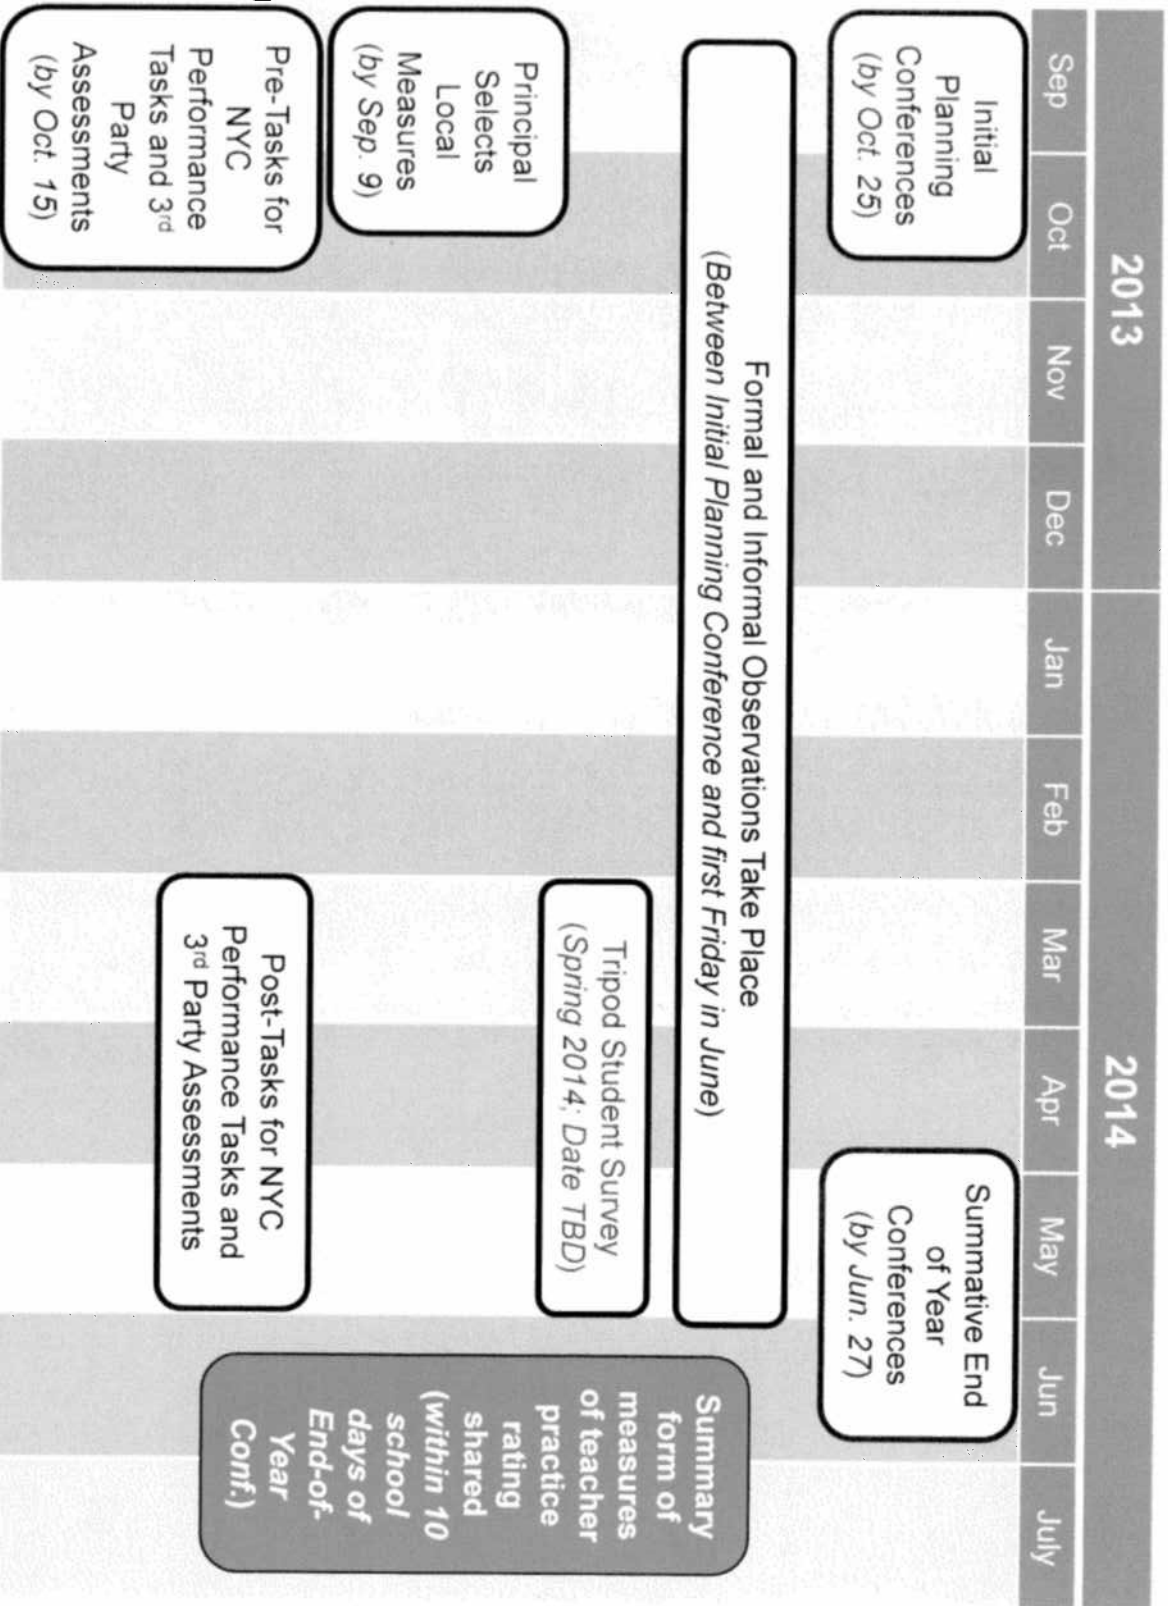 2013
2014
Sep
Oct
Nov
Dec
Jan
Feb
Mar
Apr
May
Jun
July
Initial
Planning
Conferences
(by Oct. 25)
Summative End
of Year
Conferences
(by Jun. 27)
Formal and Informal Observations Take Place
(Between Initial Planning Conference and first Friday in June)
Principal
Selects
Local
Measures
(by Sep. 9)
Tripod Student Survey
(Spring 2014; Date TBD)
Summary
form of
measures
of teacher
practice
rating
shared
(within 10
school
days of
End-of-
Year
Conf.)
Pre-Tasks for
NYC
Performance
Tasks and 3rd
Party
Assessments
(by Oct. 15)
Post-Tasks for NYC
Performance Tasks and
3rd Party Assessments